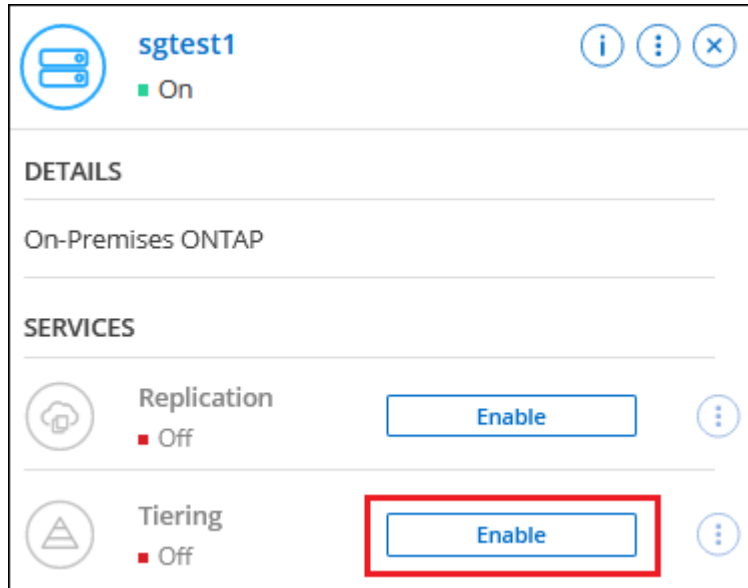 sgtest1
On
DETAILS
On-Premises ONTAP
SERVICES
Replication
Enable
Off
Tiering
Enable
Off